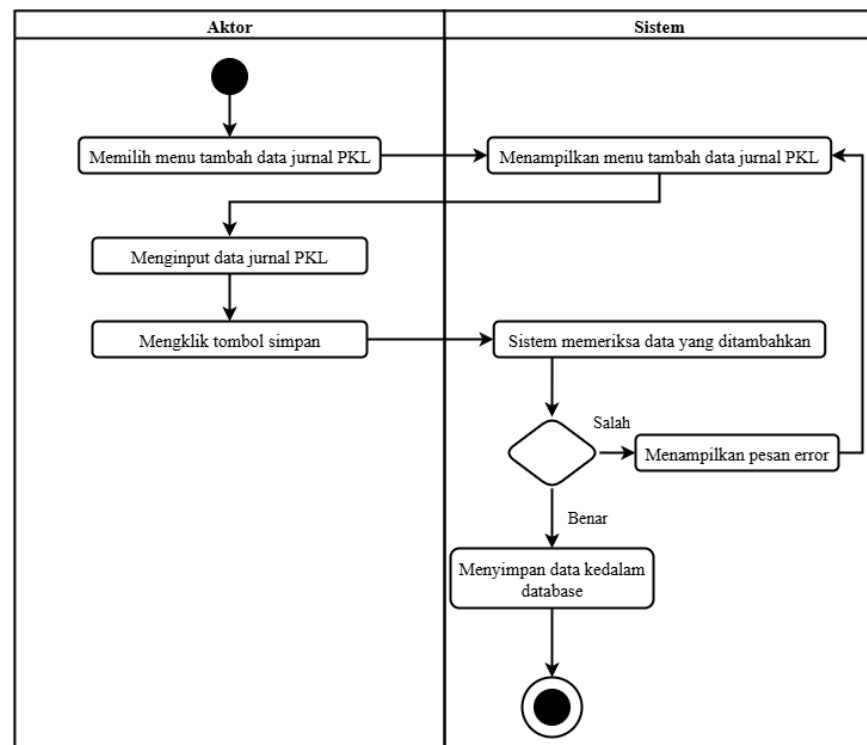 Aktor
Sistem
Memilih menu tambah data jurnal PKL
Menampilkan menu tambah data jurnal PKL
Menginput data jurnal PKL
Mengklik tombol simpan
Sistem memeriksa data yang ditambahkan
Salah
Menampilkan pesan error
Benar
Menyimpan data kedalam
database